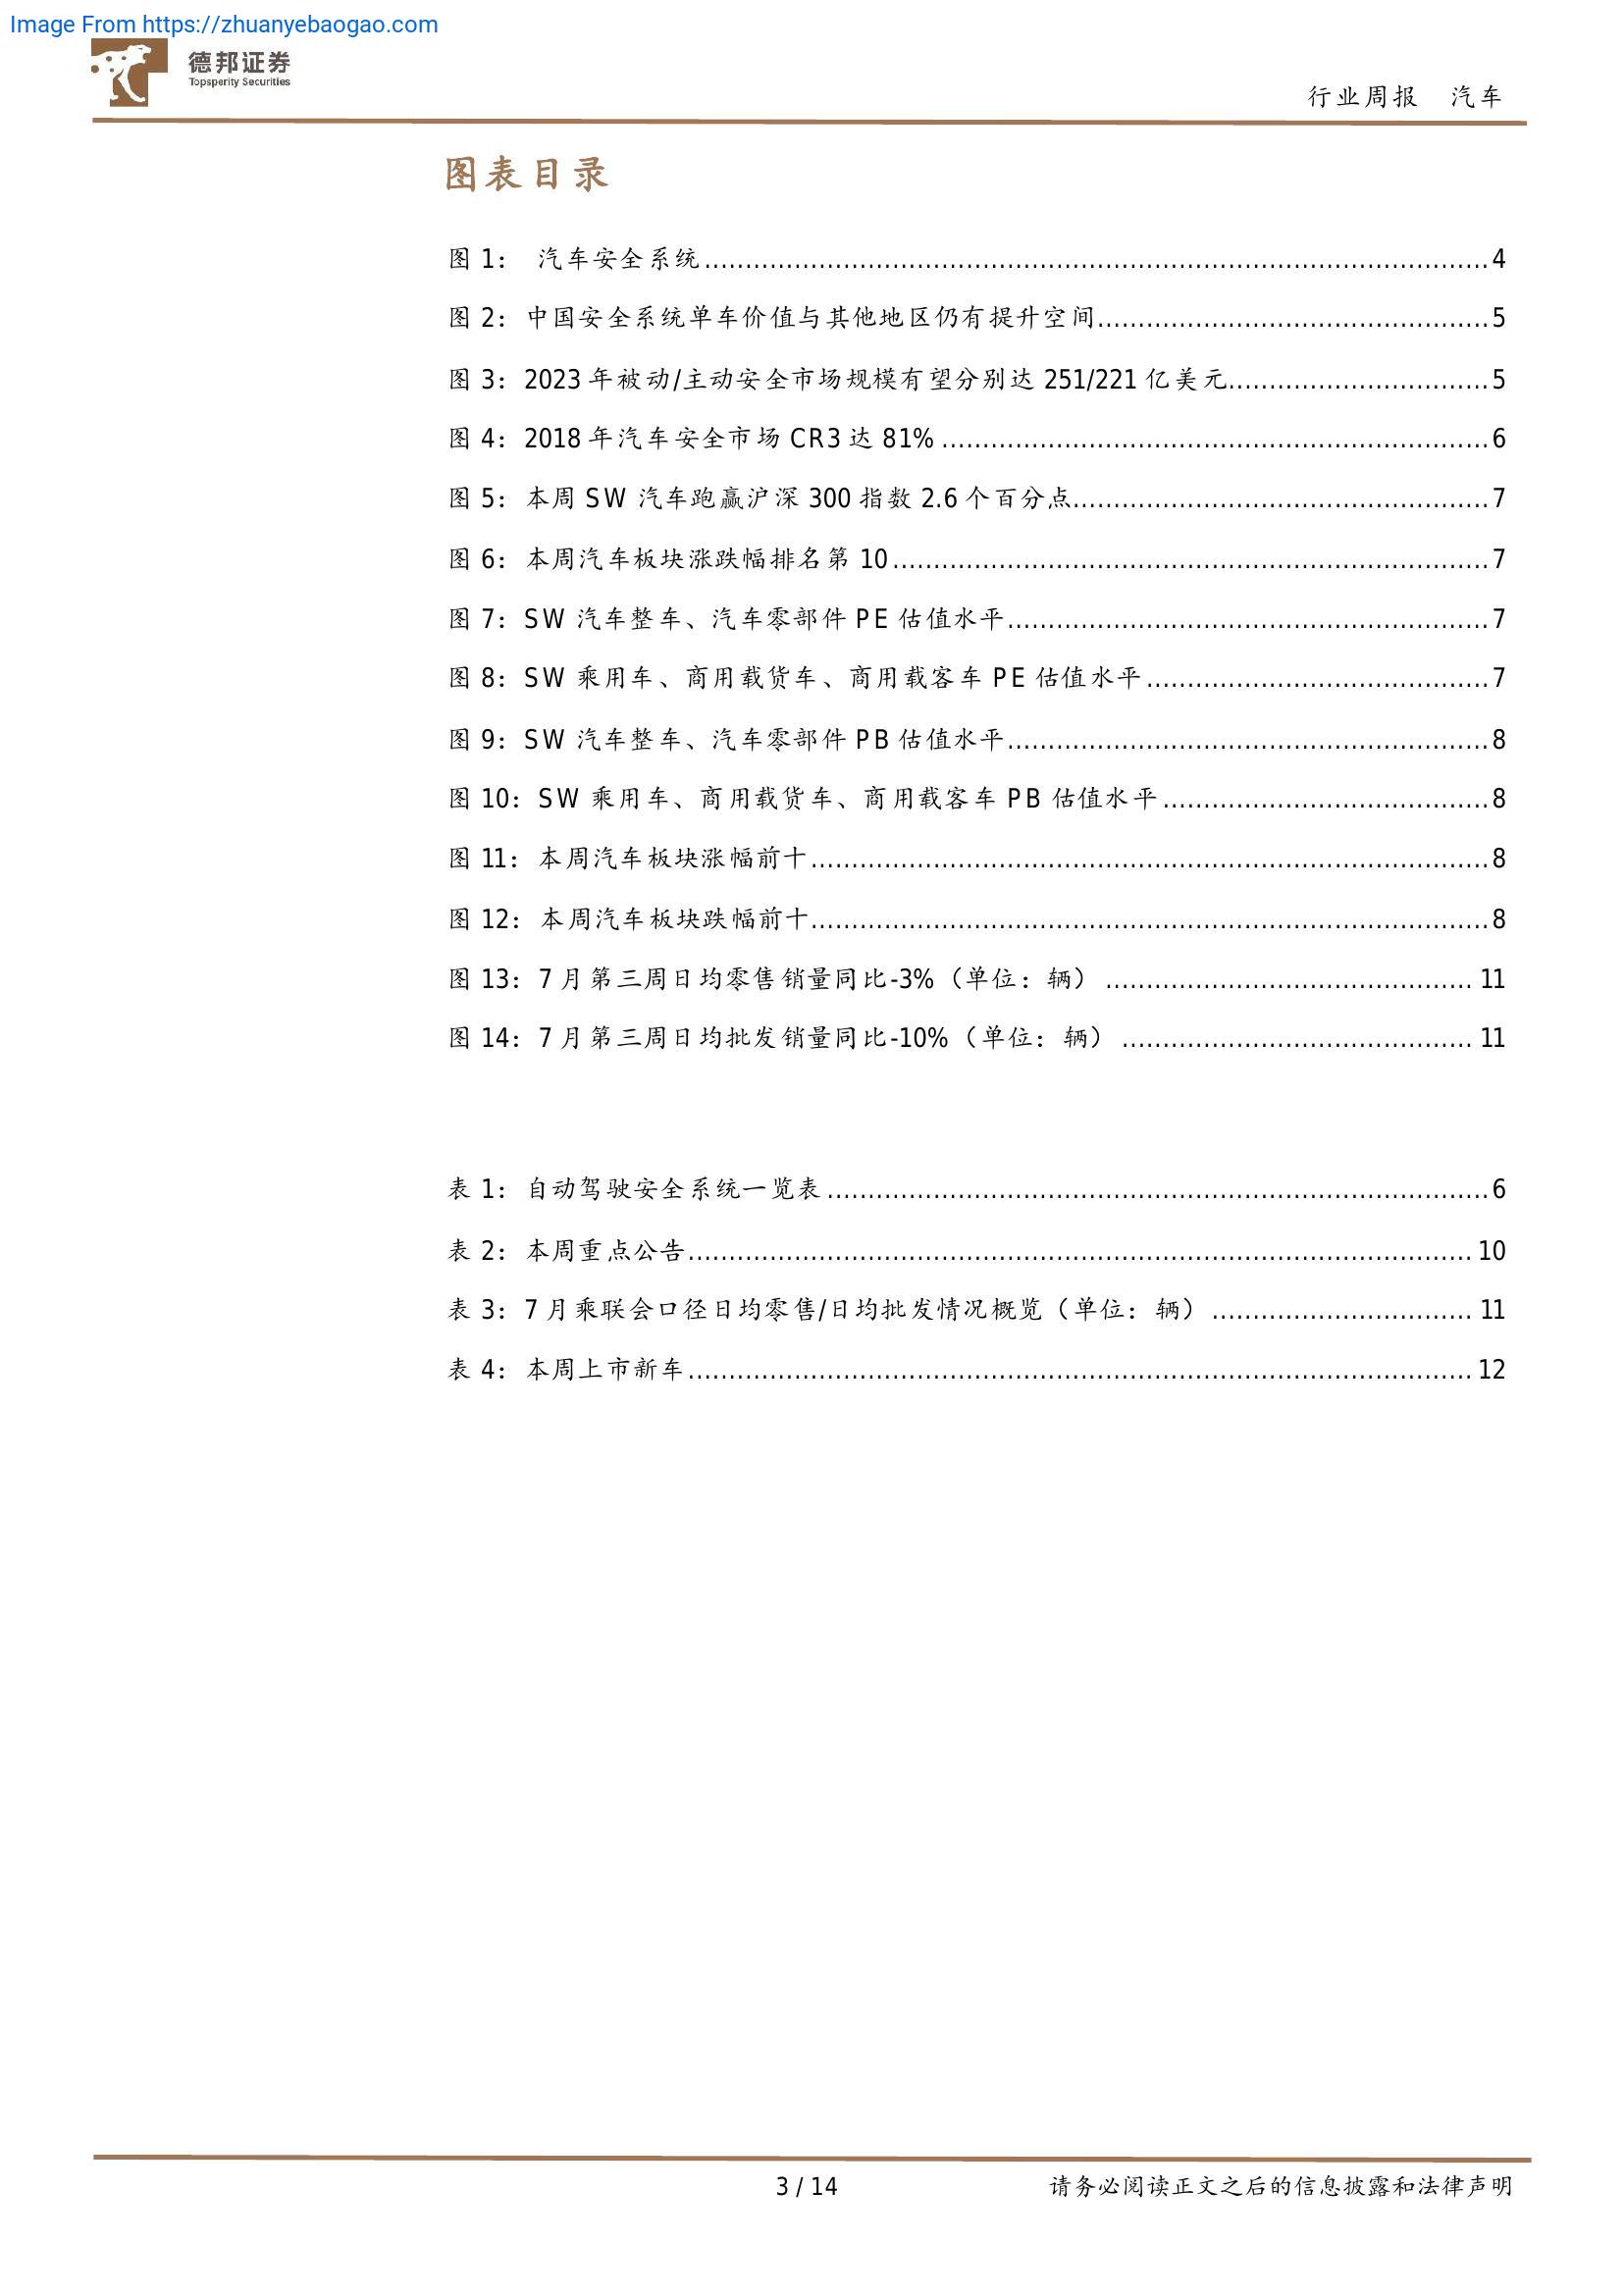 Image From https://zhuanyebaogao.com
德邦证券
Topsperity Securities
行业周报 汽车
图表目录
图 1： 汽车安全系统................................................................4
图 2：中国安全系统单车价值与其他地区仍有提升空间................................5
图 3：2023 年被动/主动安全市场规模有望分别达 251/221 亿美元................................5
图 4：2018 年汽车安全市场 CR3 达 81%................................6
图 5：本周 SW 汽车跑赢沪深 300 指数 2.6 个百分点................................7
图 6：本周汽车板块涨跌幅排名第 10................................7
图 7：SW 汽车整车、汽车零部件 PE 估值水平................................7
图 8：SW 乘用车、商用载货车、商用载客车 PE 估值水平................................7
图 9：SW 汽车整车、汽车零部件 PB 估值水平................................8
图 10：SW 乘用车、商用载货车、商用载客车 PB 估值水平................................8
图 11：本周汽车板块涨幅前十................................8
图 12：本周汽车板块跌幅前十................................8
图 13：7 月第三周日均零售销量同比-3%（单位：辆）................................11
图 14：7 月第三周日均批发销量同比-10%（单位：辆）................................11
表 1：自动驾驶安全系统一览表................................6
表 2：本周重点公告................................10
表 3：7 月乘联会口径日均零售/日均批发情况概览（单位：辆）................................11
表 4：本周上市新车................................12
3 / 14
请务必阅读正文之后的信息披露和法律声明